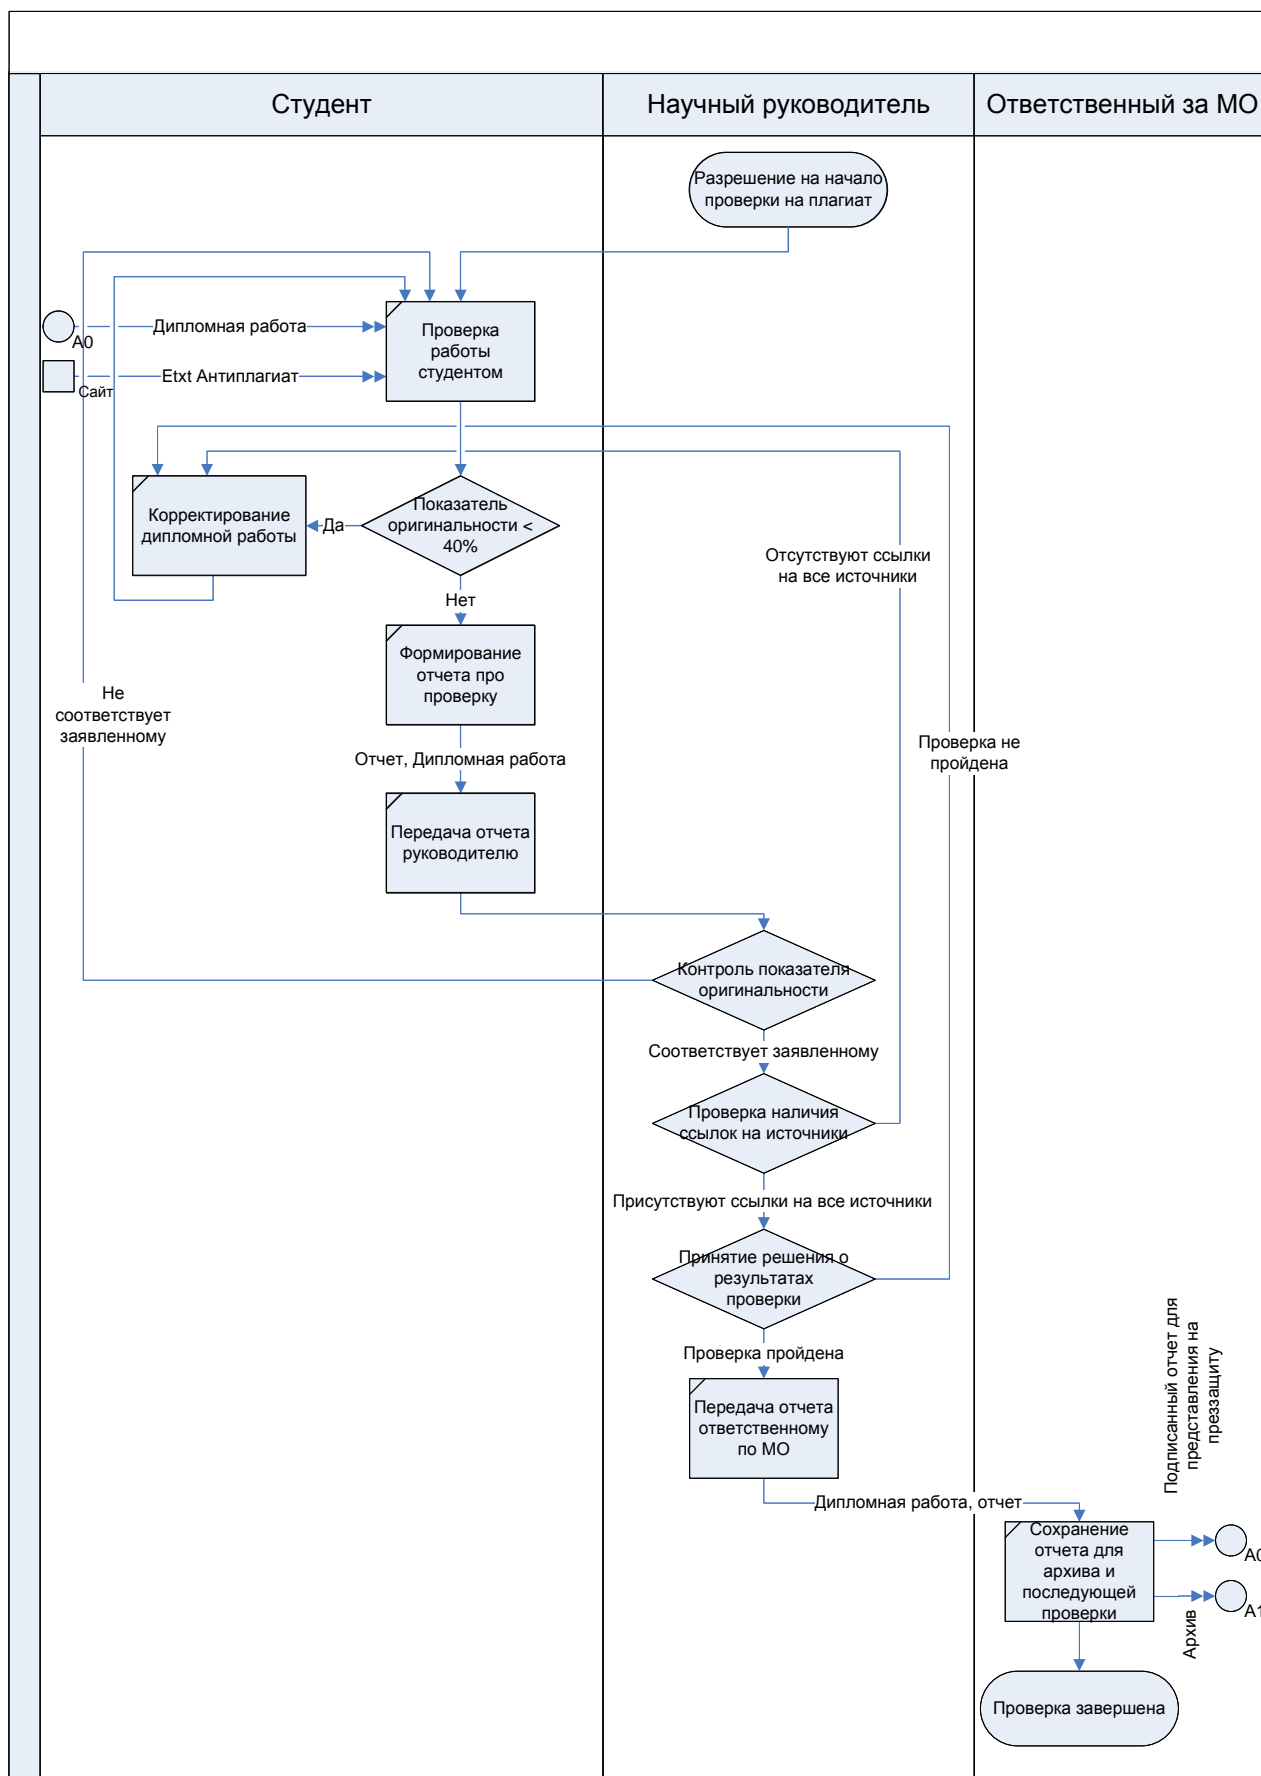 Студент
Научный руководитель
Ответственный за МО
Разрешение на начало
проверки на плагиат
Дипломная работа
A0
Etxt Антиплагиат
Сайт
Проверка
работы
студентом
Корректирование
дипломной работы
Да
Показатель
оригинальности <
40%
Отсутствуют ссылки
на все источники
Нет
Формирование
отчета про
проверку
Не
соответствует
заявленному
Проверка не
пройдена
Отчет, Дипломная работа
Передача отчета
руководителю
Контроль показателя
оригинальности
Соответствует заявленному
Проверка наличия
ссылок на источники
Присутствуют ссылки на все источники
Принятие решения о
результатах
проверки
Проверка пройдена
Передача отчета
ответственному
по МО
Подписанный отчет для
представления на
преззащиту
Дипломная работа, отчет
Сохранение
отчета для
архива и
последующей
проверки
A0
Архив
A1
Проверка завершена